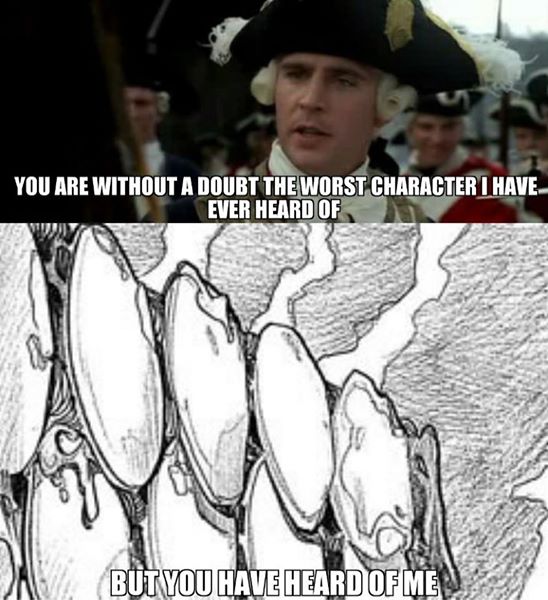 YOU ARE WITHOUT A DOUBT THE WORST CHARACTER I HAVE
EVER HEARD OF
BUT YOU HAVE HEARD OF ME